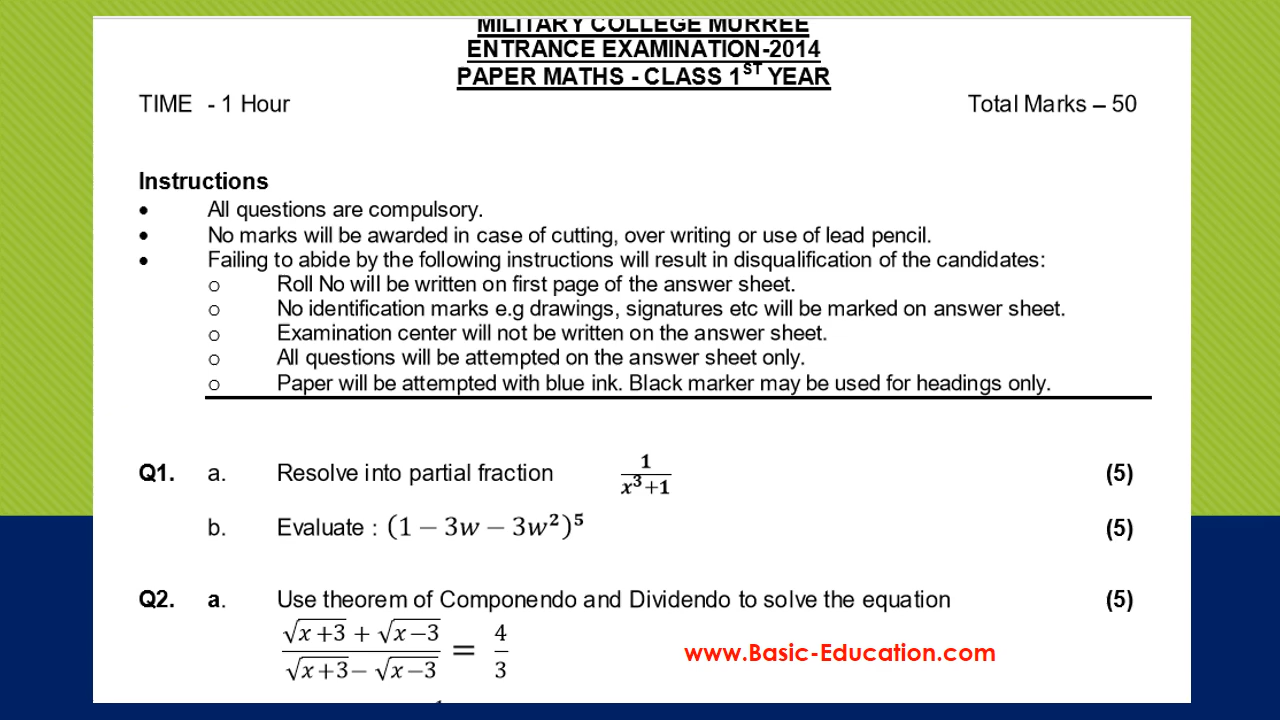 MILITARY COLLEGE MURREE
ENTRANCE EXAMINATION-2014
PAPER MATHS - CLASS 1ST YEAR
TIME - 1 Hour Total Marks – 50
Instructions
• All questions are compulsory.
• No marks will be awarded in case of cutting, over writing or use of lead pencil.
• Failing to abide by the following instructions will result in disqualification of the candidates:
o Roll No will be written on first page of the answer sheet.
o No identification marks e.g drawings, signatures etc will be marked on answer sheet.
o Examination center will not be written on the answer sheet.
o All questions will be attempted on the answer sheet only.
o Paper will be attempted with blue ink. Black marker may be used for headings only.
Q1. a. Resolve into partial fraction 1/(x³+1) (5)
b. Evaluate : (1 − 3w − 3w²)⁵ (5)
Q2. a. Use theorem of Componendo and Dividendo to solve the equation (5)
(√(x+3) + √(x−3))/(√(x+3) − √(x−3)) = 4/3
www.Basic-Education.com